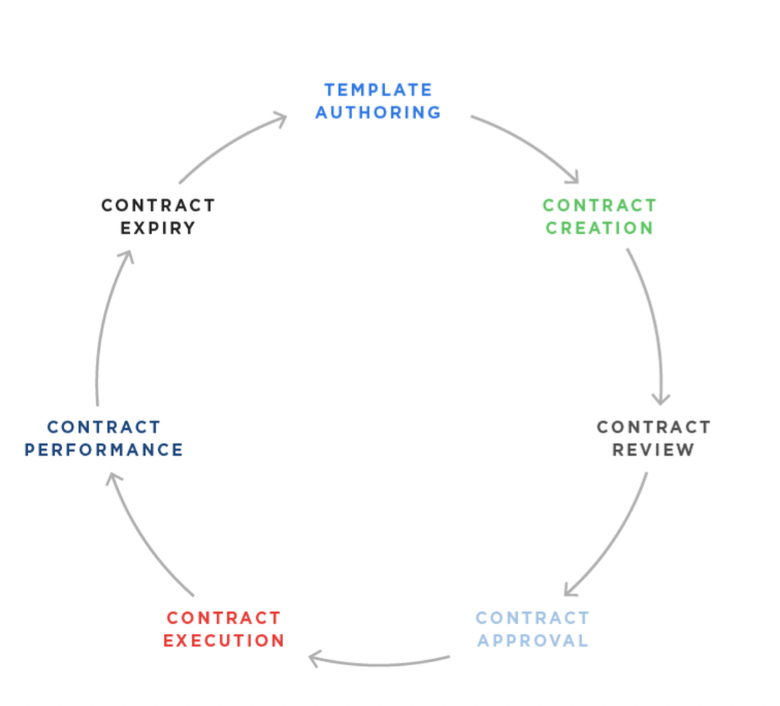 TEMPLATE
AUTHORING
CONTRACT
CREATION
CONTRACT
REVIEW
CONTRACT
APPROVAL
CONTRACT
EXECUTION
CONTRACT
PERFORMANCE
CONTRACT
EXPIRY